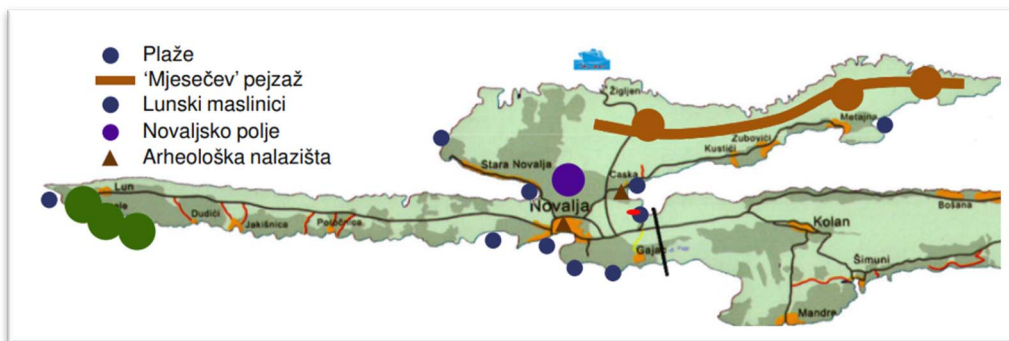 Plaže
'Mjesečev' pejzaž
Lunski maslinici
Novaljsko polje
Arheološka nalazišta
Žigljen
Metajna
Zubovići
Kustići
Stara Novalja
Caska
Lun
Novalja
Bošana
Dudići
Jakišnica
Kolan
Gajac
Šimuni
Mandre